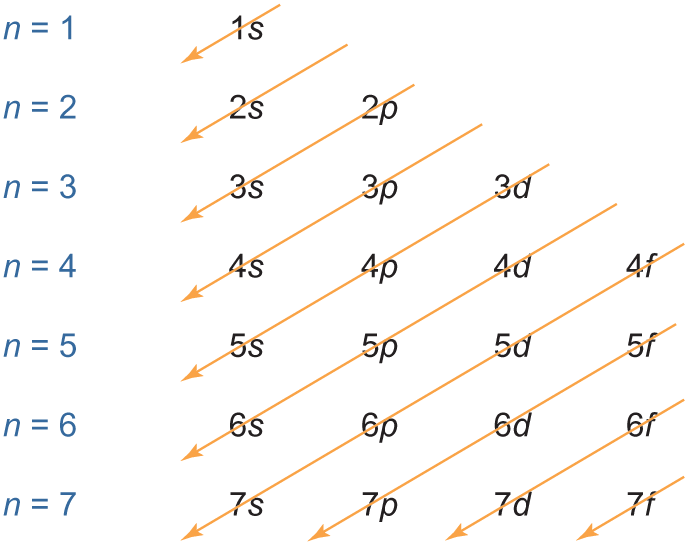 n = 1 1s
n = 2 2s 2p
n = 3 3s 3p 3d
n = 4 4s 4p 4d 4f
n = 5 5s 5p 5d 5f
n = 6 6s 6p 6d 6f
n = 7 7s 7p 7d 7f